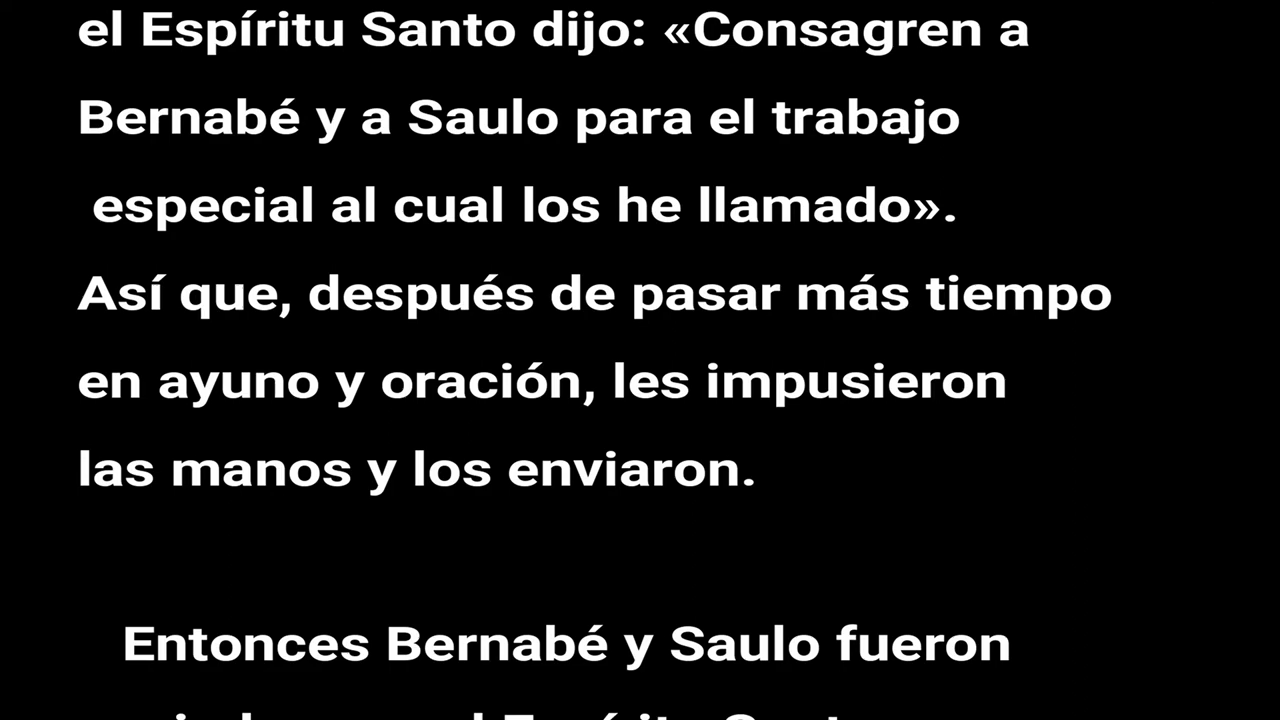 el Espíritu Santo dijo: «Consagren a
Bernabé y a Saulo para el trabajo
especial al cual los he llamado».
Así que, después de pasar más tiempo
en ayuno y oración, les impusieron
las manos y los enviaron.
Entonces Bernabé y Saulo fueron